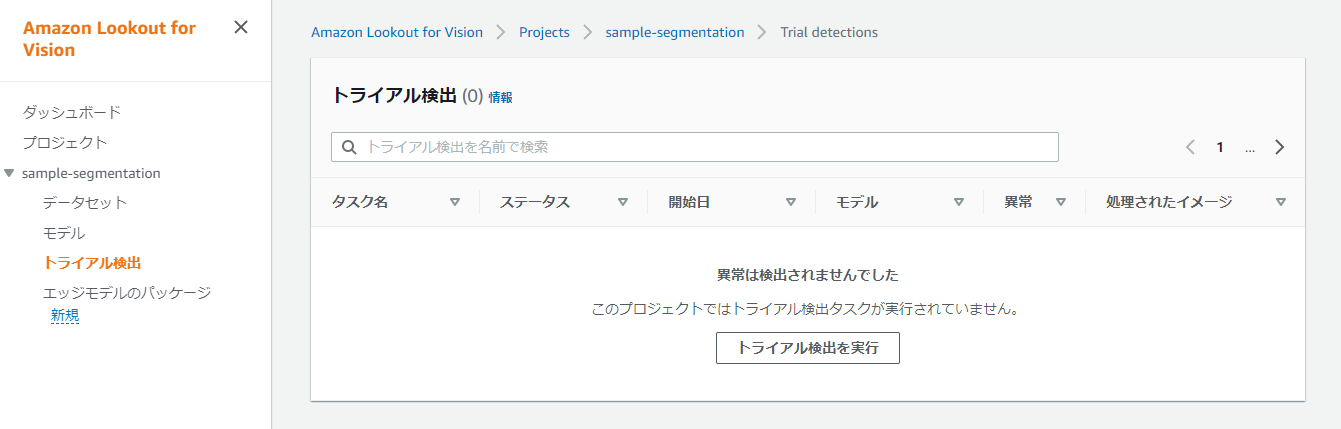 Amazon Lookout for
Vision
ダッシュボード
プロジェクト
sample-segmentation
データセット
モデル
トライアル検出
エッジモデルのパッケージ
新規
Amazon Lookout for Vision Projects sample-segmentation Trial detections
トライアル検出 (0) 情報
トライアル検出を名前で検索
1 ...
タスク名 ステータス 開始日 モデル 異常 処理されたイメージ
異常は検出されませんでした
このプロジェクトではトライアル検出タスクが実行されていません。
トライアル検出を実行